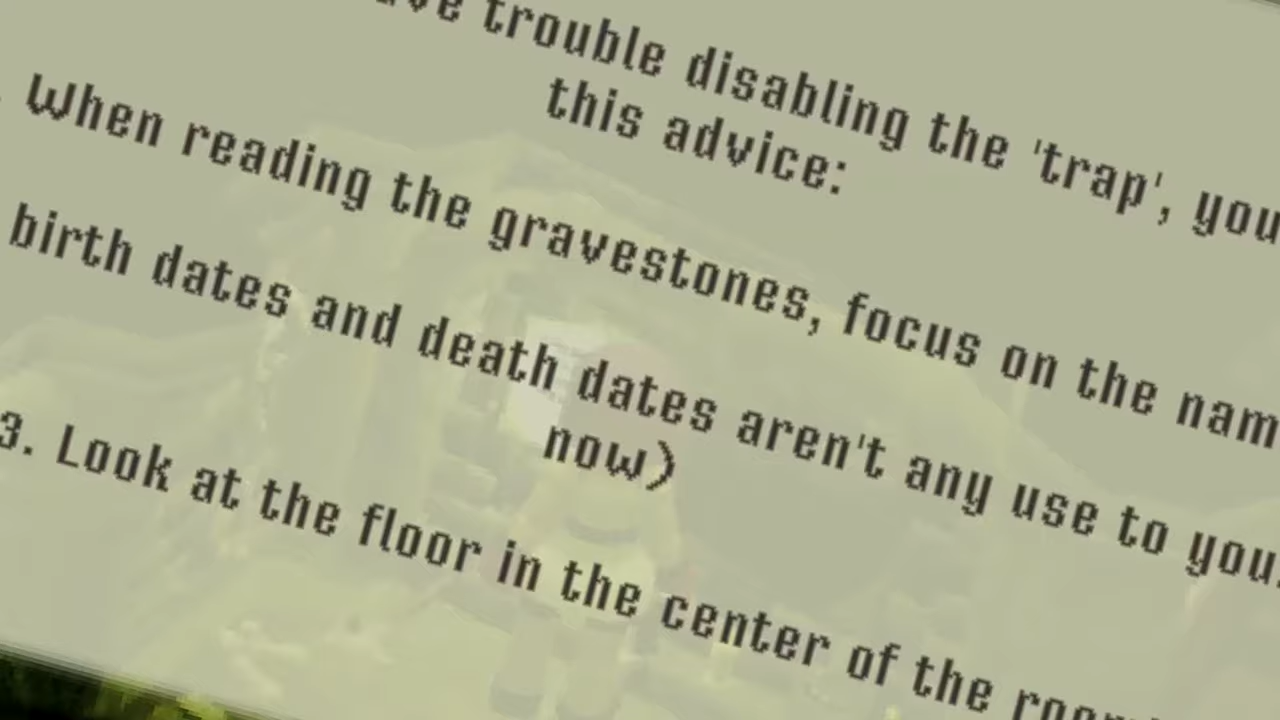 trouble disabling the 'trap', you
this advice:
When reading the gravestones, focus on the
birth dates and death dates aren't any use to you
now)
3. Look at the floor in the center of the